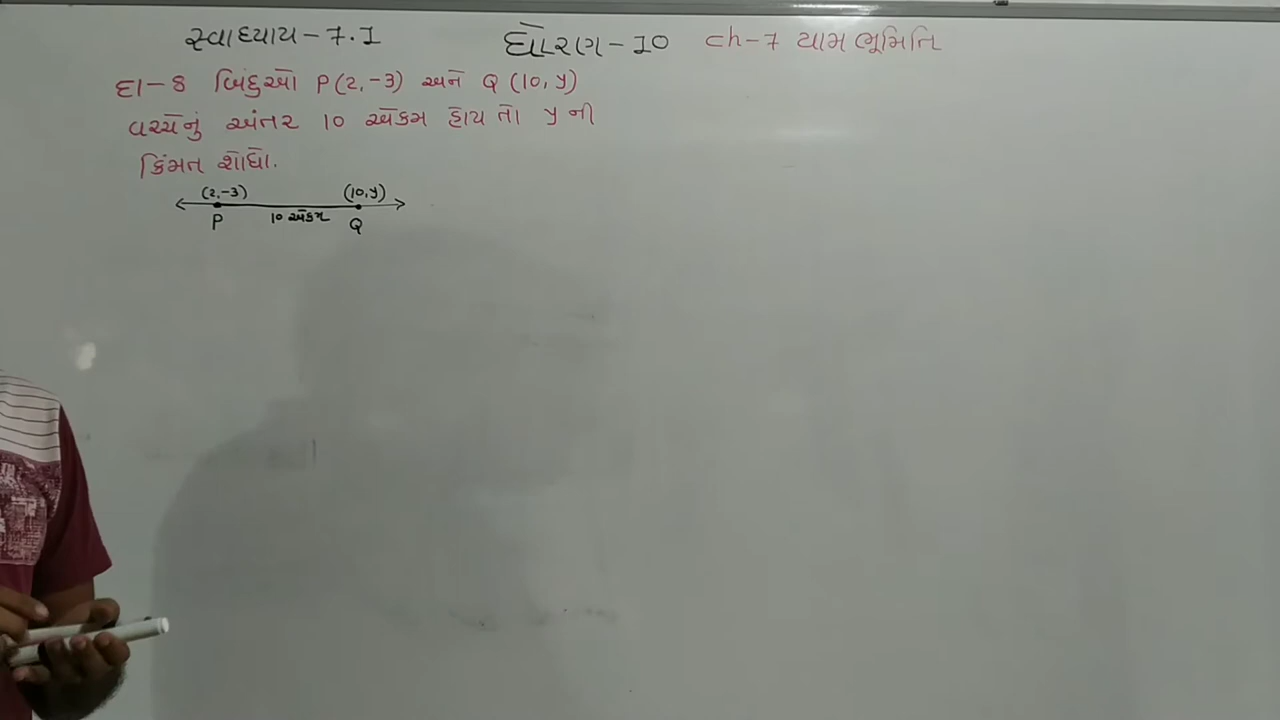 સ્વાધ્યાય - 7.1 ધોરણ - 10 ch-7 યામ ભૂમિતિ
દા-8 બિંદુઓ P(2,-3) અને Q (10, y)
વચ્ચેનું અંતર 10 એકમ હોય તો y ની
કિંમત શોધો.
(2,-3) (10,y)
P 10 એકમ Q